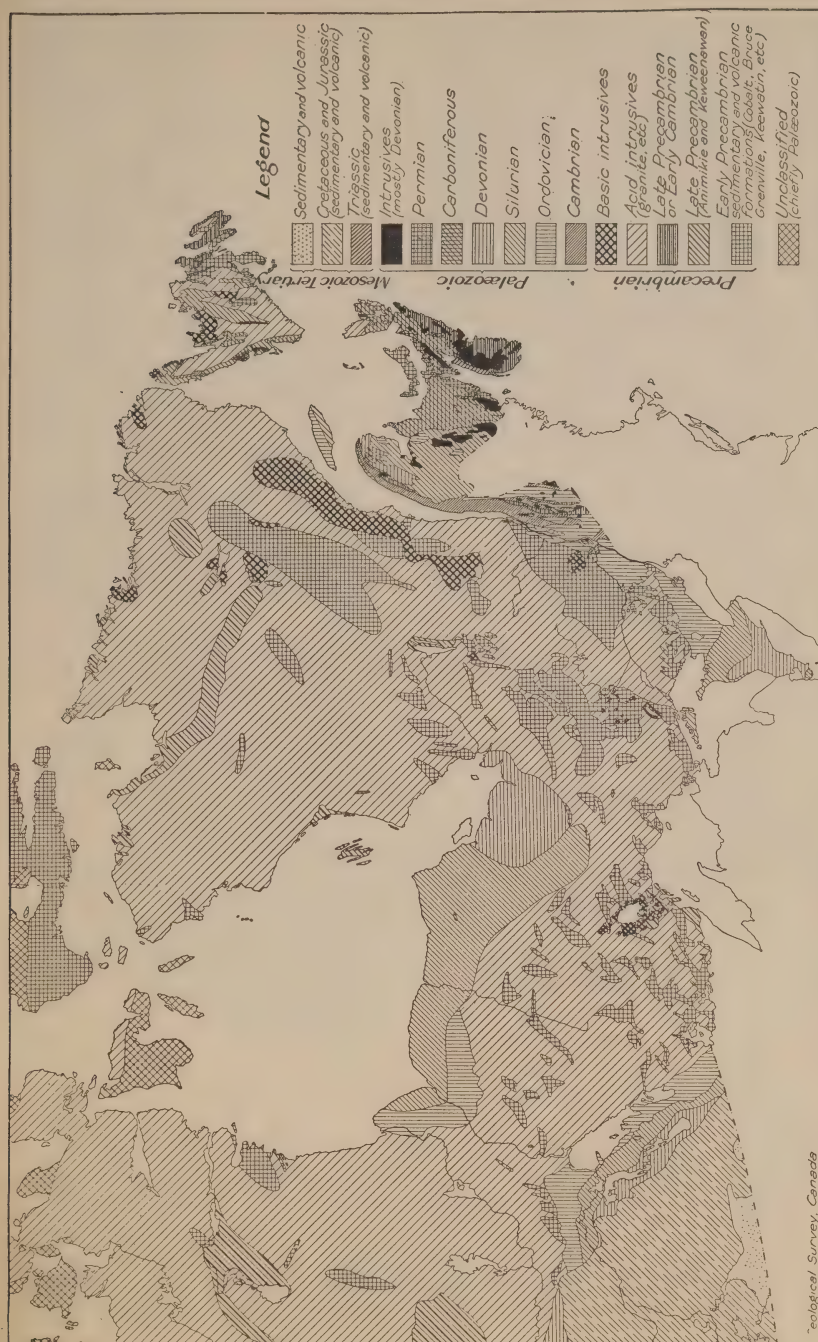 Legend
Sedimentary and volcanic
Cretaceous and Jurassic
(sedimentary and volcanic)
Triassic
(sedimentary and volcanic)
Intrusives
(mostly Devonian)
Permian
Carboniferous
Devonian
Silurian
Ordovician
Cambrian
Basic intrusives
Acid intrusives
(granite, etc)
Late Precambrian
or Early Cambrian
Late Precambrian
(Animikie and Keweenawan)
Early Precambrian
sedimentary and volcanic
formations (Cobalt, Bruce
Grenville, Keewatin, etc)
Unclassified
(chiefly Palæozoic)
Tertiary
Mesozoic
Palæozoic
Precambrian
eological Survey, Canada